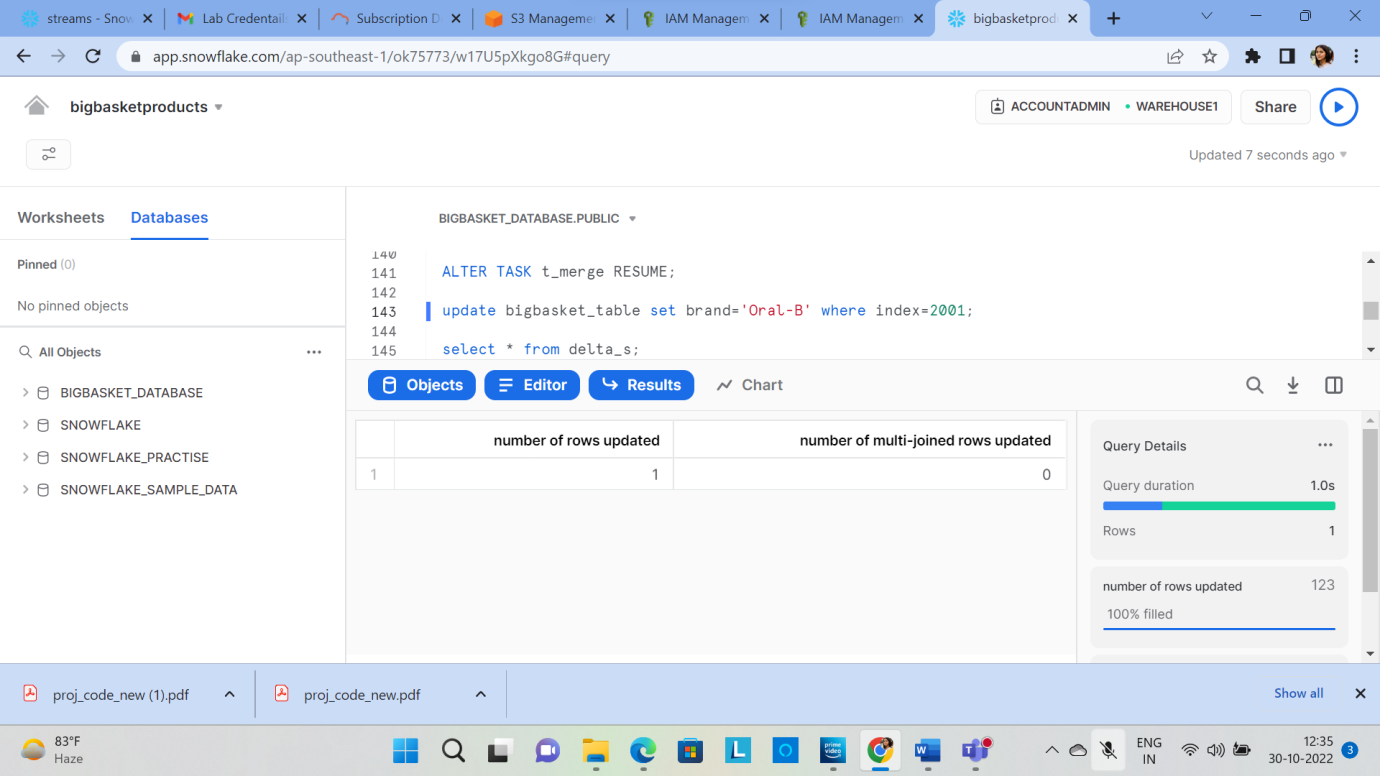 streams - Snow
Lab Credentials
Subscription D
S3 Manageme
IAM Managem
IAM Managem
bigbasketprod
app.snowflake.com/ap-southeast-1/ok75773/w17U5pXkgo8G#query
bigbasketproducts
ACCOUNTADMIN
WAREHOUSE1
Share
Updated 7 seconds ago
Worksheets
Databases
BIGBASKET_DATABASE.PUBLIC
Pinned (0)
No pinned objects
All Objects
BIGBASKET_DATABASE
SNOWFLAKE
SNOWFLAKE_PRACTISE
SNOWFLAKE_SAMPLE_DATA
140
141 ALTER TASK t_merge RESUME;
142
143 update bigbasket_table set brand='Oral-B' where index=2001;
144
145 select * from delta_s;
Objects
Editor
Results
Chart
number of rows updated number of multi-joined rows updated
1 1 0
Query Details
Query duration 1.0s
Rows 1
number of rows updated 123
100% filled
proj_code_new (1).pdf
proj_code_new.pdf
Show all
83°F
Haze
L
prime video
ENG
IN
12:35
30-10-2022
3